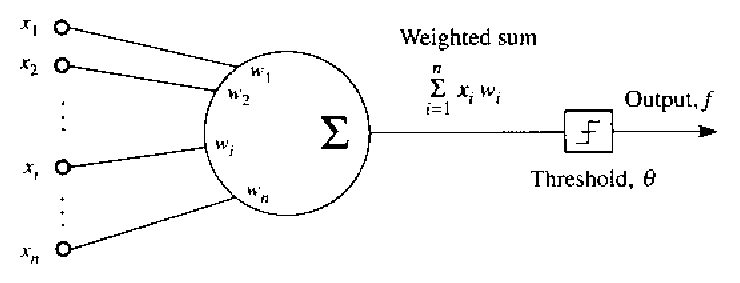 x₁
x₂
xᵢ
xₙ
w₁
w₂
wᵢ
wₙ
Σ
Weighted sum
n
Σ xᵢ wᵢ
i=1
Output, f
Threshold, θ